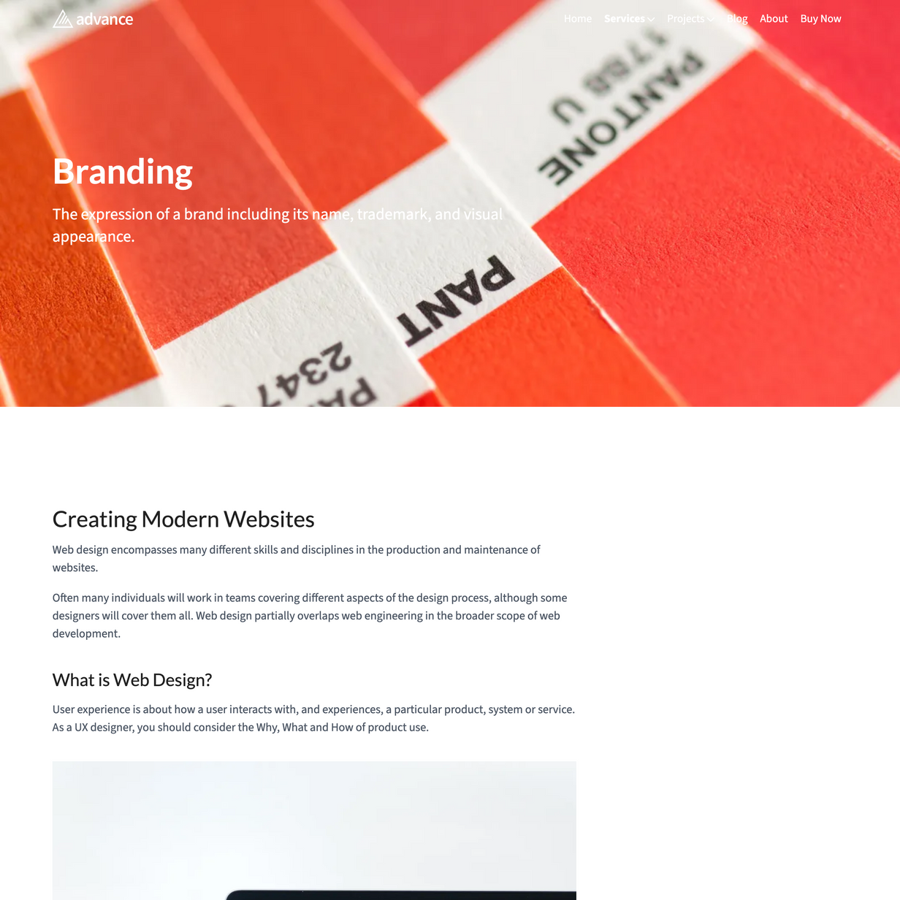 advance
Home Services Projects Blog About Buy Now
1788 U
PANTONE
Branding
The expression of a brand including its name, trademark, and visual
appearance.
PANT
2347
PA
Creating Modern Websites
Web design encompasses many different skills and disciplines in the production and maintenance of
websites.
Often many individuals will work in teams covering different aspects of the design process, although some
designers will cover them all. Web design partially overlaps web engineering in the broader scope of web
development.
What is Web Design?
User experience is about how a user interacts with, and experiences, a particular product, system or service.
As a UX designer, you should consider the Why, What and How of product use.